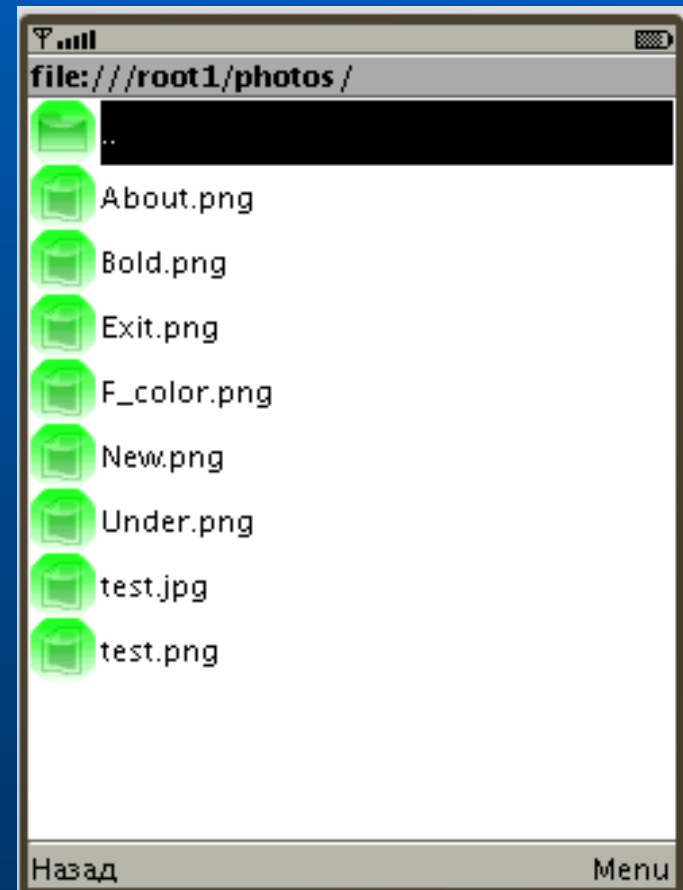 file:///root1/photos/
..
About.png
Bold.png
Exit.png
F_color.png
New.png
Under.png
test.jpg
test.png
Назад Menu